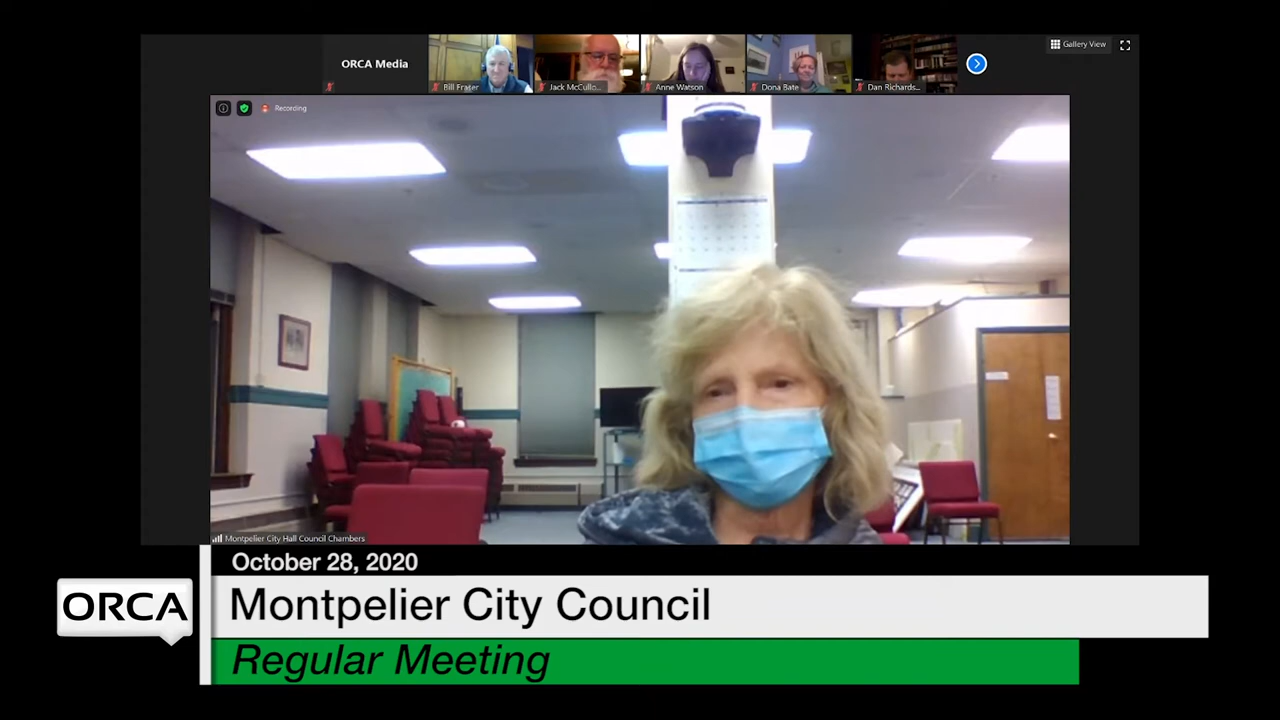 ORCA Media
Gallery View
Bill Fraser
Jack McCullo...
Anne Watson
Dona Bate
Dan Richards...
Recording
Montpelier City Hall Council Chambers
October 28, 2020
ORCA
Montpelier City Council
Regular Meeting